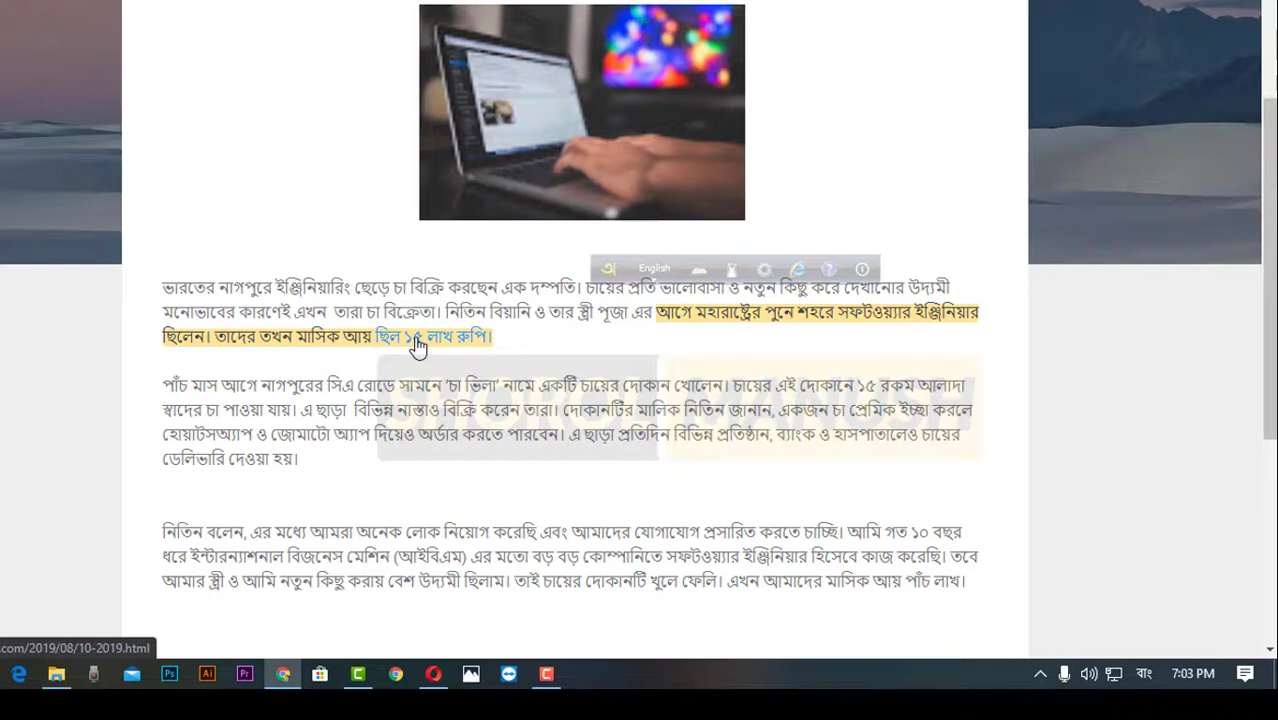 English
ভারতের নাগপুরে ইঞ্জিনিয়ারিং ছেড়ে চা বিক্রি করছেন এক দম্পতি। চায়ের প্রতি ভালোবাসা ও নতুন কিছু করে দেখানোর উদ্যমী
মনোভাবের কারণেই এখন তারা চা বিক্রেতা। নিতিন বিয়ানি ও তার স্ত্রী পূজা এর আগে মহারাষ্ট্রের পুনে শহরে সফটওয়্যার ইঞ্জিনিয়ার
ছিলেন। তাদের তখন মাসিক আয় ছিল ১৫ লাখ রুপি।
পাঁচ মাস আগে নাগপুরের সিএ রোডে সামনে 'চা ভিলা' নামে একটি চায়ের দোকান খোলেন। চায়ের এই দোকানে ১৫ রকম আলাদা
স্বাদের চা পাওয়া যায়। এ ছাড়া বিভিন্ন নাস্তাও বিক্রি করেন তারা। দোকানটির মালিক নিতিন জানান, একজন চা প্রেমিক ইচ্ছা করলে
হোয়াটসঅ্যাপ ও জোমাটো অ্যাপ দিয়েও অর্ডার করতে পারবেন। এ ছাড়া প্রতিদিন বিভিন্ন প্রতিষ্ঠান, ব্যাংক ও হাসপাতালেও চায়ের
ডেলিভারি দেওয়া হয়।
SHOROL MANUSH
নিতিন বলেন, এর মধ্যে আমরা অনেক লোক নিয়োগ করেছি এবং আমাদের যোগাযোগ প্রসারিত করতে চাচ্ছি। আমি গত ১০ বছর
ধরে ইন্টারন্যাশনাল বিজনেস মেশিন (আইবিএম) এর মতো বড় বড় কোম্পানিতে সফটওয়্যার ইঞ্জিনিয়ার হিসেবে কাজ করেছি। তবে
আমার স্ত্রী ও আমি নতুন কিছু করায় বেশ উদ্যমী ছিলাম। তাই চায়ের দোকানটি খুলে ফেলি। এখন আমাদের মাসিক আয় পাঁচ লাখ।
.com/2019/08/10-2019.html
Ps Ai Pr বাং 7:03 PM